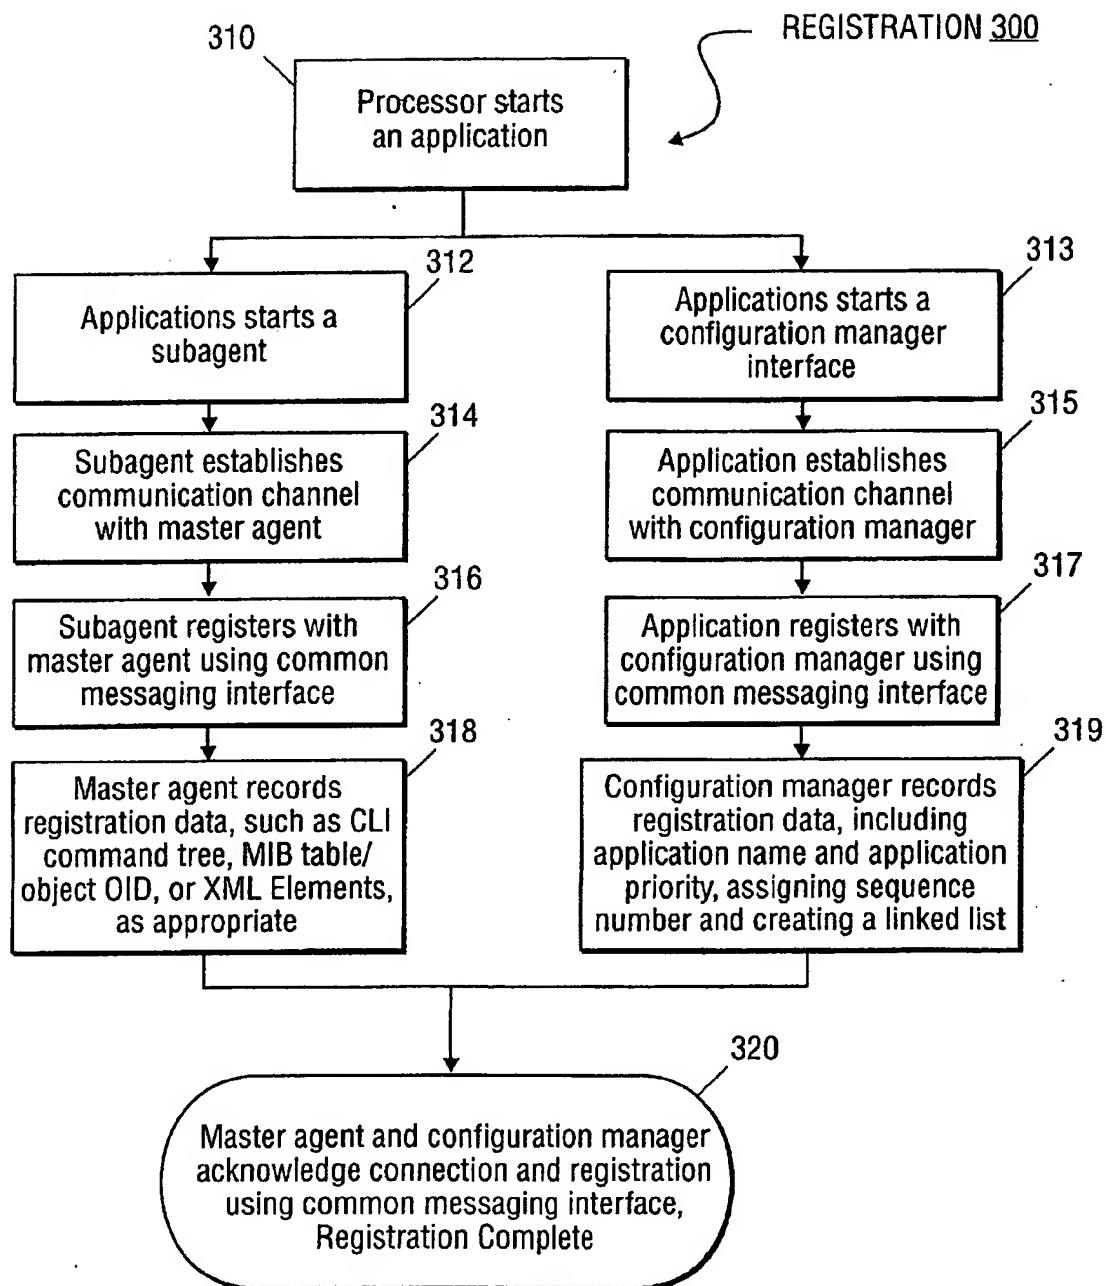 REGISTRATION 300
310
Processor starts
an application
312
Applications starts a
subagent
313
Applications starts a
configuration manager
interface
314
Subagent establishes
communication channel
with master agent
315
Application establishes
communication channel
with configuration manager
316
Subagent registers with
master agent using common
messaging interface
317
Application registers with
configuration manager using
common messaging interface
318
Master agent records
registration data, such as CLI
command tree, MIB table/
object OID, or XML Elements,
as appropriate
319
Configuration manager records
registration data, including
application name and application
priority, assigning sequence
number and creating a linked list
320
Master agent and configuration manager
acknowledge connection and registration
using common messaging interface,
Registration Complete